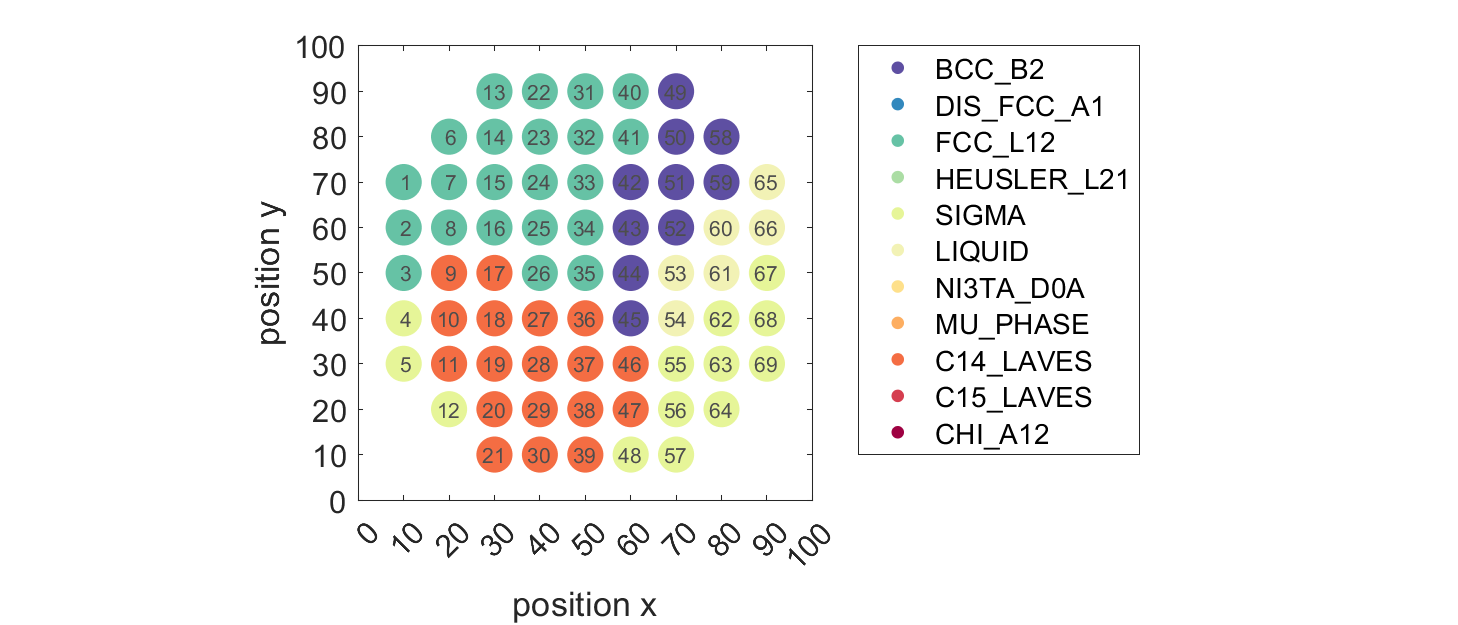 100
90
80
70
60
50
40
30
20
10
0
13 22 31 40 49
6 14 23 32 41 50 58
1 7 15 24 33 42 51 59 65
2 8 16 25 34 43 52 60 66
3 9 17 26 35 44 53 61 67
4 10 18 27 36 45 54 62 68
5 11 19 28 37 46 55 63 69
12 20 29 38 47 56 64
21 30 39 48 57
0 10 20 30 40 50 60 70 80 90 100
position x
position y
BCC_B2
DIS_FCC_A1
FCC_L12
HEUSLER_L21
SIGMA
LIQUID
NI3TA_D0A
MU_PHASE
C14_LAVES
C15_LAVES
CHI_A12